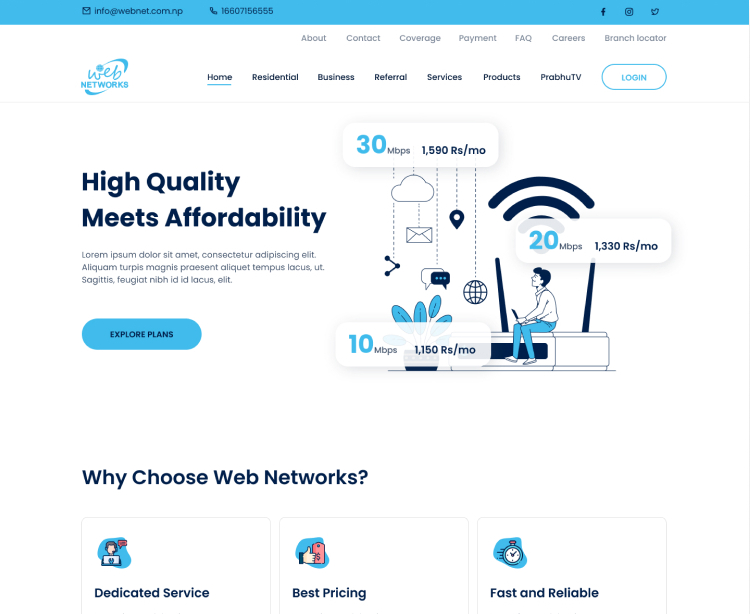 info@webnet.com.np 16607156555
About Contact Coverage Payment FAQ Careers Branch locator
web
NETWORKS
Home Residential Business Referral Services Products PrabhuTV LOGIN
30 Mbps 1,590 Rs/mo
High Quality
Meets Affordability
20 Mbps 1,330 Rs/mo
Lorem ipsum dolor sit amet, consectetur adipiscing elit.
Aliquam turpis magnis praesent aliquet tempus lacus, ut.
Sagittis, feugiat nibh id id lacus, elit.
EXPLORE PLANS
10 Mbps 1,150 Rs/mo
Why Choose Web Networks?
Dedicated Service
Best Pricing
Fast and Reliable